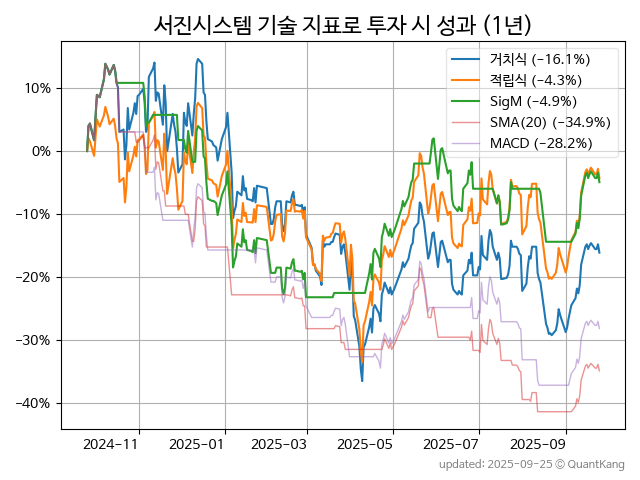 서진시스템 기술 지표로 투자 시 성과 (1년)
거치식 (−16.1%)
적립식 (−4.3%)
SigM (−4.9%)
SMA(20) (−34.9%)
MACD (−28.2%)
10%
0%
−10%
−20%
−30%
−40%
2024−11 2025−01 2025−03 2025−05 2025−07 2025−09
updated: 2025−09−25 ⓒ QuantKang